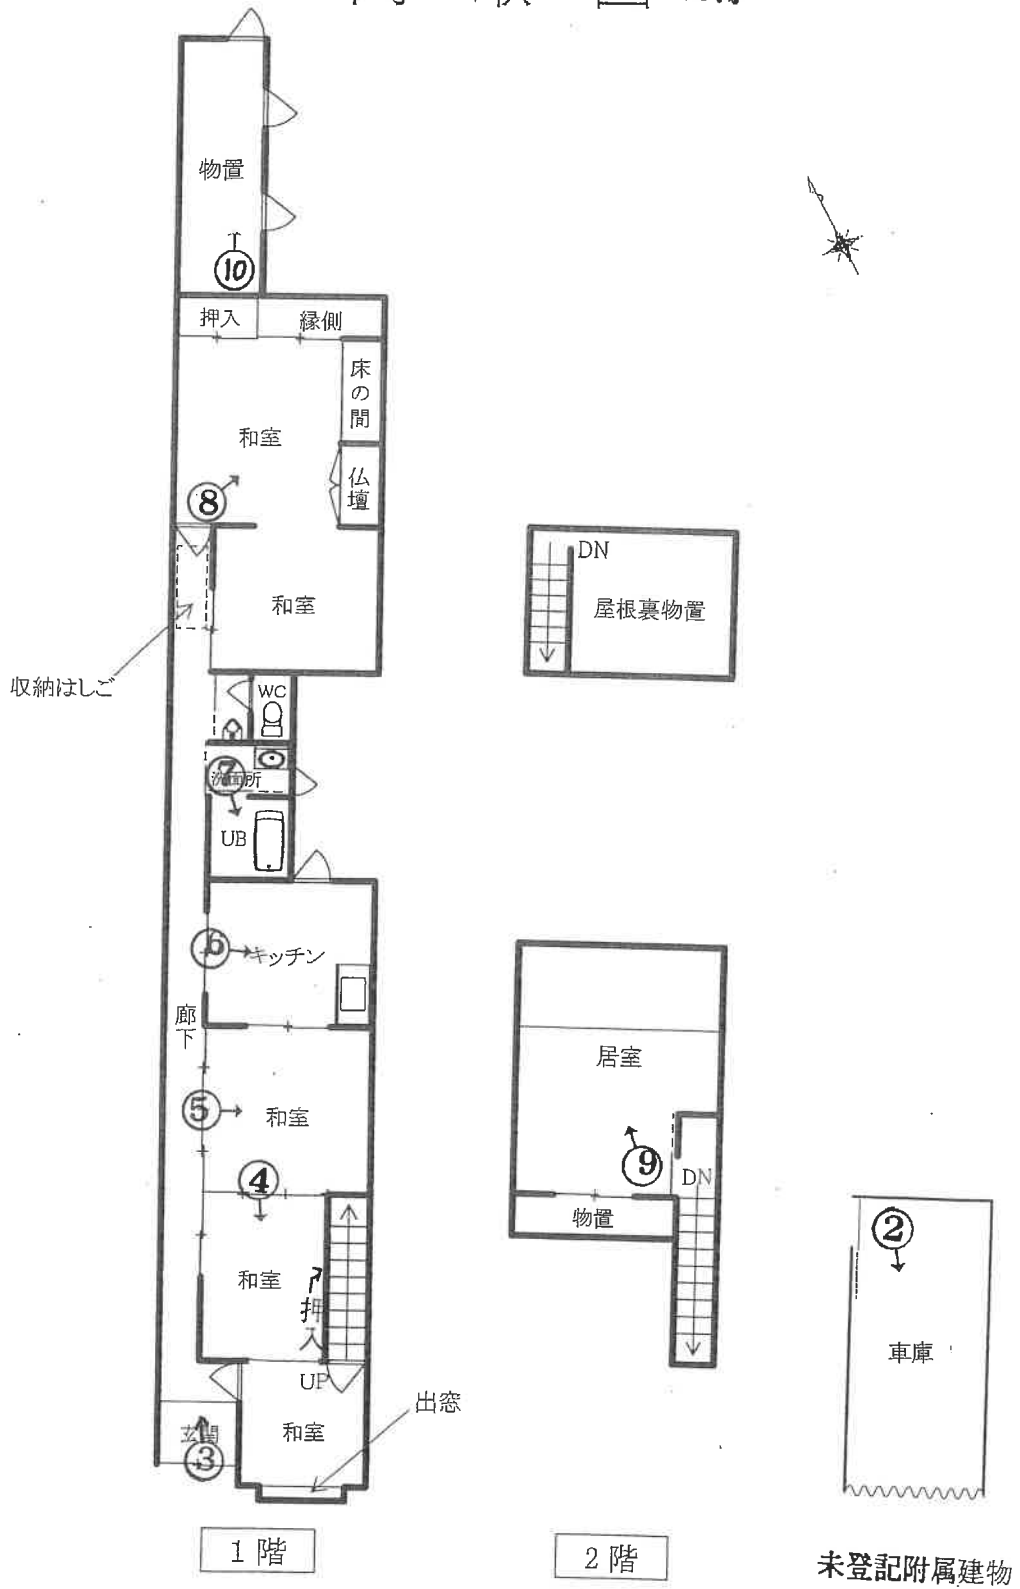 物置
⑩
押入
縁側
床の間
和室
仏壇
⑧
和室
収納はしご
WC
⑦
洗面所
UB
⑥
キッチン
廊下
⑤
和室
④
和室
押入
UP
和室
出窓
玄関
③
1階
DN
屋根裏物置
居室
⑨
DN
物置
2階
②
車庫
未登記附属建物